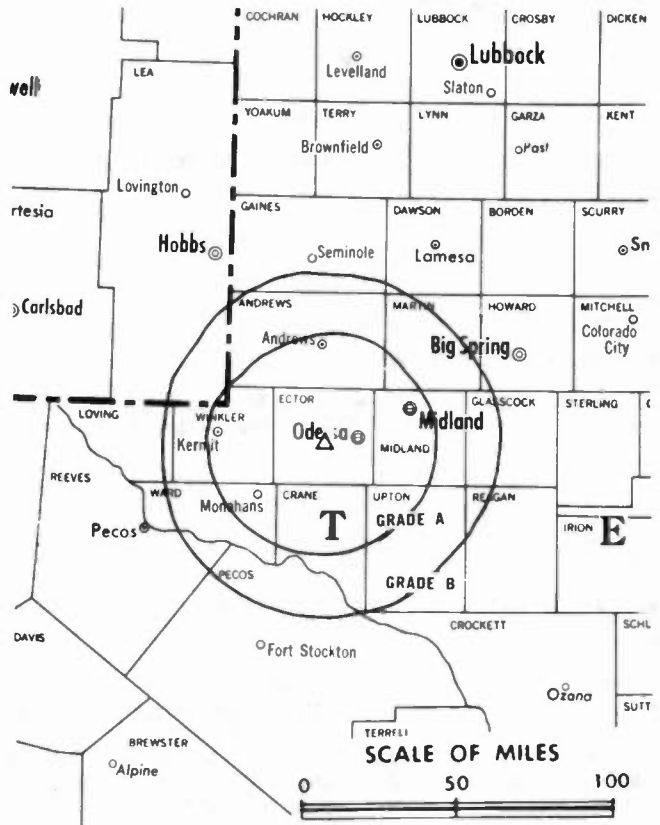 COCHRAN HOCKLEY LUBBOCK CROSBY DICKEN
Levelland Lubbock
LEA
Slaton
well
YOAKUM TERRY LYNN GARZA KENT
Brownfield Post
Lovington
rtesia
GAINES DAWSON BORDEN SCURRY
Hobbs Seminole Lamesa Sn
Carlsbad
ANDREWS MARTIN HOWARD MITCHELL
Andrews Big Spring Colorado
City
LOVING WINKLER ECTOR GLASSCOCK STERLING
Kermit Midland
MIDLAND
REEVES
WARD Monahans CRANE UPTON REAGAN
Pecos T GRADE A IRION E
PECOS GRADE B
DAVIS CROCKETT SCHL
Fort Stockton
Ozana
SUTT
TERRELL
BREWSTER SCALE OF MILES
Alpine
0 50 100